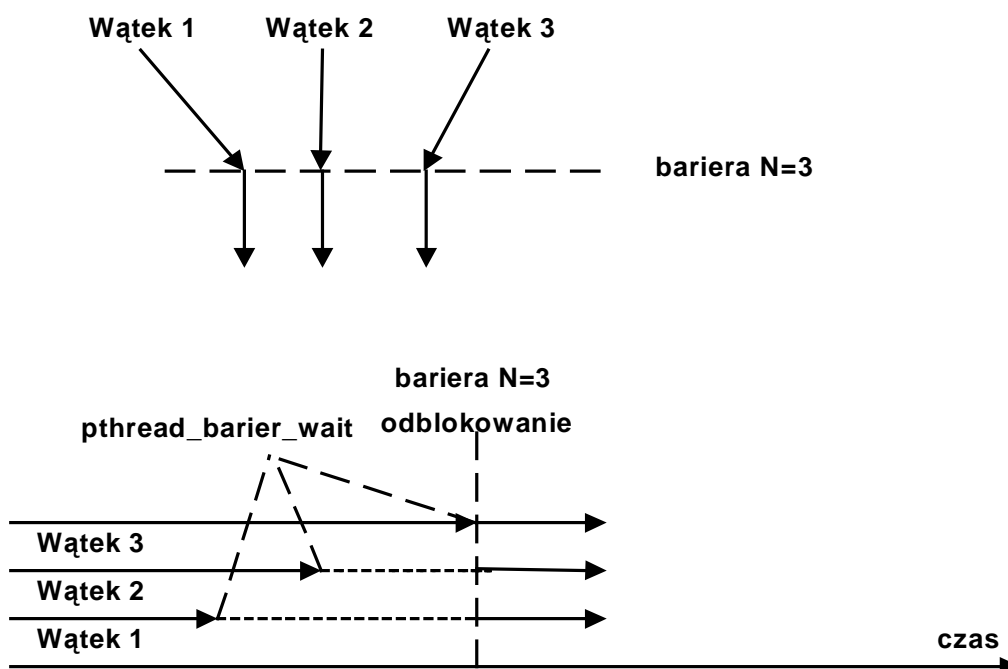 Wątek 1 Wątek 2 Wątek 3
bariera N=3
bariera N=3
odblokowanie
pthread_barier_wait
Wątek 3
Wątek 2
Wątek 1
czas